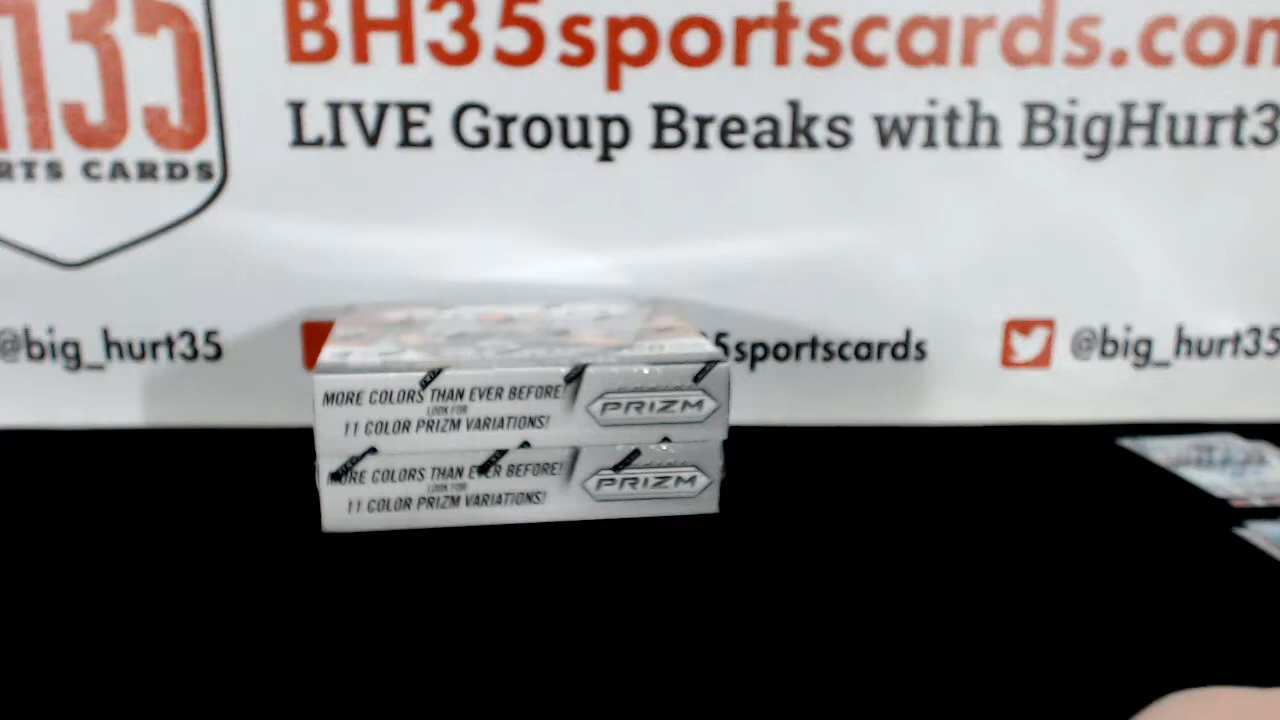 BH35sportscards.com
LIVE Group Breaks with BigHurt3
35
RTS CARDS
@big_hurt35
5sportscards
@big_hurt35
MORE COLORS THAN EVER BEFORE!
LOOK FOR
11 COLOR PRIZM VARIATIONS!
PRIZM
MORE COLORS THAN EVER BEFORE!
LOOK FOR
11 COLOR PRIZM VARIATIONS!
PRIZM